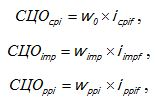 СЦО_cpi = w_0 × i_cpif ,
СЦО_imp = w_imp × i_impf ,
СЦО_ppi = w_ppi × i_ppif ,